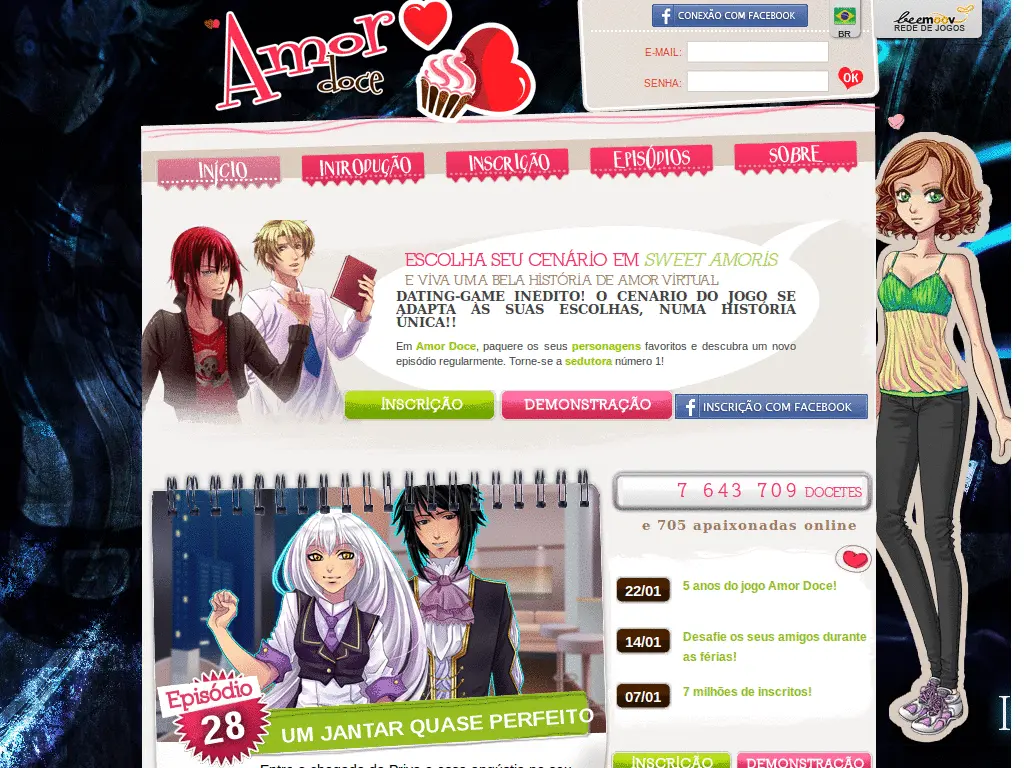 Amor doce
CONEXÃO COM FACEBOOK
BR
beemoov
REDE DE JOGOS
E-MAIL:
SENHA:
OK
INÍCIO
INTRODUÇÃO
INSCRIÇÃO
EPISÓDIOS
SOBRE
ESCOLHA SEU CENÁRIO EM SWEET AMORIS
E VIVA UMA BELA HISTÓRIA DE AMOR VIRTUAL
DATING-GAME INÉDITO! O CENÁRIO DO JOGO SE
ADAPTA ÀS SUAS ESCOLHAS, NUMA HISTÓRIA
ÚNICA!!
Em Amor Doce, paquere os seus personagens favoritos e descubra um novo
episódio regularmente. Torne-se a sedutora número 1!
INSCRIÇÃO
DEMONSTRAÇÃO
INSCRIÇÃO COM FACEBOOK
7 643 709 DOCETES
e 705 apaixonadas online
22/01 5 anos do jogo Amor Doce!
14/01 Desafie os seus amigos durante
as férias!
07/01 7 milhões de inscritos!
Episódio
28
UM JANTAR QUASE PERFEITO
INSCRIÇÃO
DEMONSTRAÇÃO